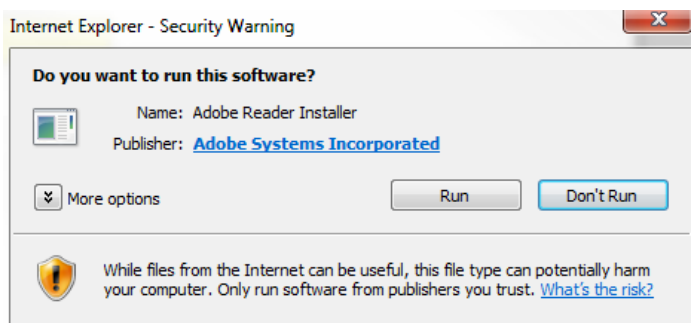 Internet Explorer - Security Warning
Do you want to run this software?
Name: Adobe Reader Installer
Publisher: Adobe Systems Incorporated
More options
Run
Don't Run
While files from the Internet can be useful, this file type can potentially harm
your computer. Only run software from publishers you trust. What's the risk?